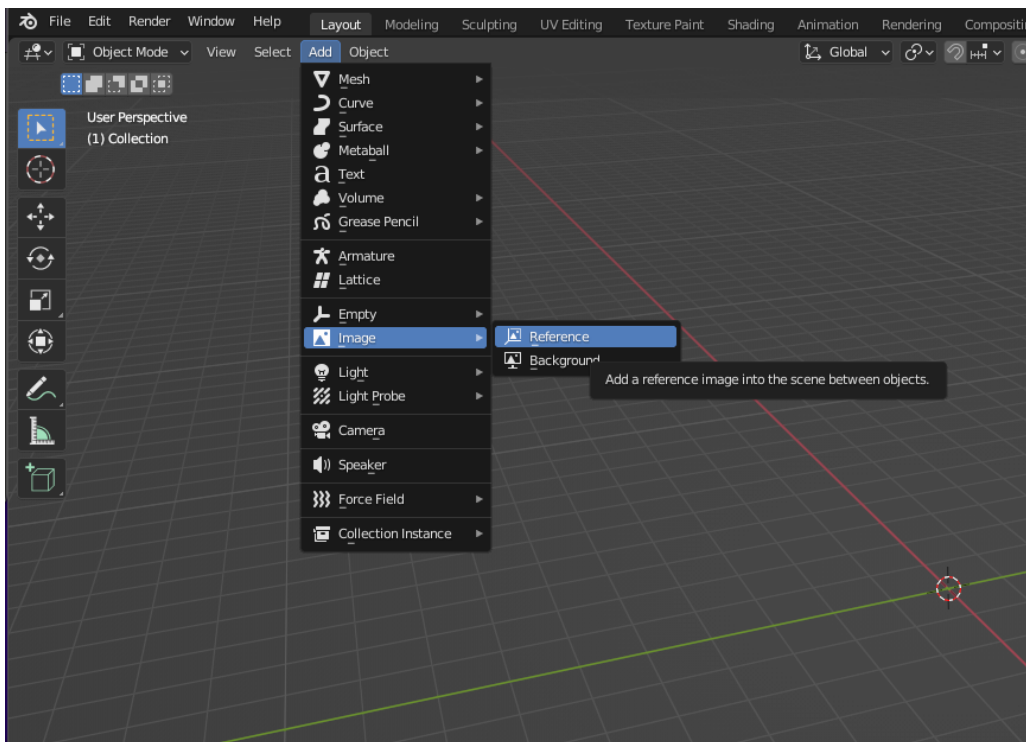 File Edit Render Window Help Layout Modeling Sculpting UV Editing Texture Paint Shading Animation Rendering Compositi
Object Mode View Select Add Object Global
User Perspective
(1) Collection
Mesh
Curve
Surface
Metaball
Text
Volume
Grease Pencil
Armature
Lattice
Empty
Image
Reference
Background
Add a reference image into the scene between objects.
Light
Light Probe
Camera
Speaker
Force Field
Collection Instance